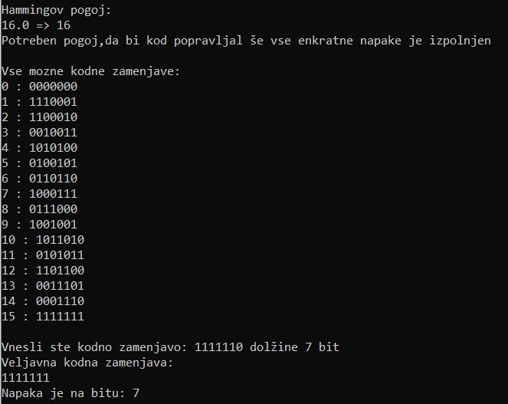 Hammingov pogoj:
16.0 => 16
Potreben pogoj,da bi kod popravljal še vse enkratne napake je izpolnjen
Vse mozne kodne zamenjave:
0 : 0000000
1 : 1110001
2 : 1100010
3 : 0010011
4 : 1010100
5 : 0100101
6 : 0110110
7 : 1000111
8 : 0111000
9 : 1001001
10 : 1011010
11 : 0101011
12 : 1101100
13 : 0011101
14 : 0001110
15 : 1111111
Vnesli ste kodno zamenjavo: 1111110 dolžine 7 bit
Veljavna kodna zamenjava:
1111111
Napaka je na bitu: 7